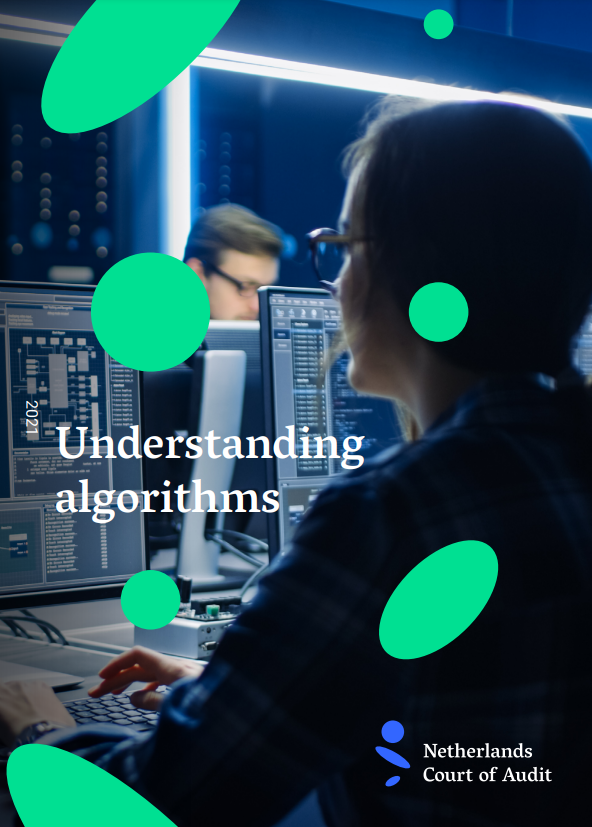 2021
Understanding
algorithms
Netherlands
Court of Audit